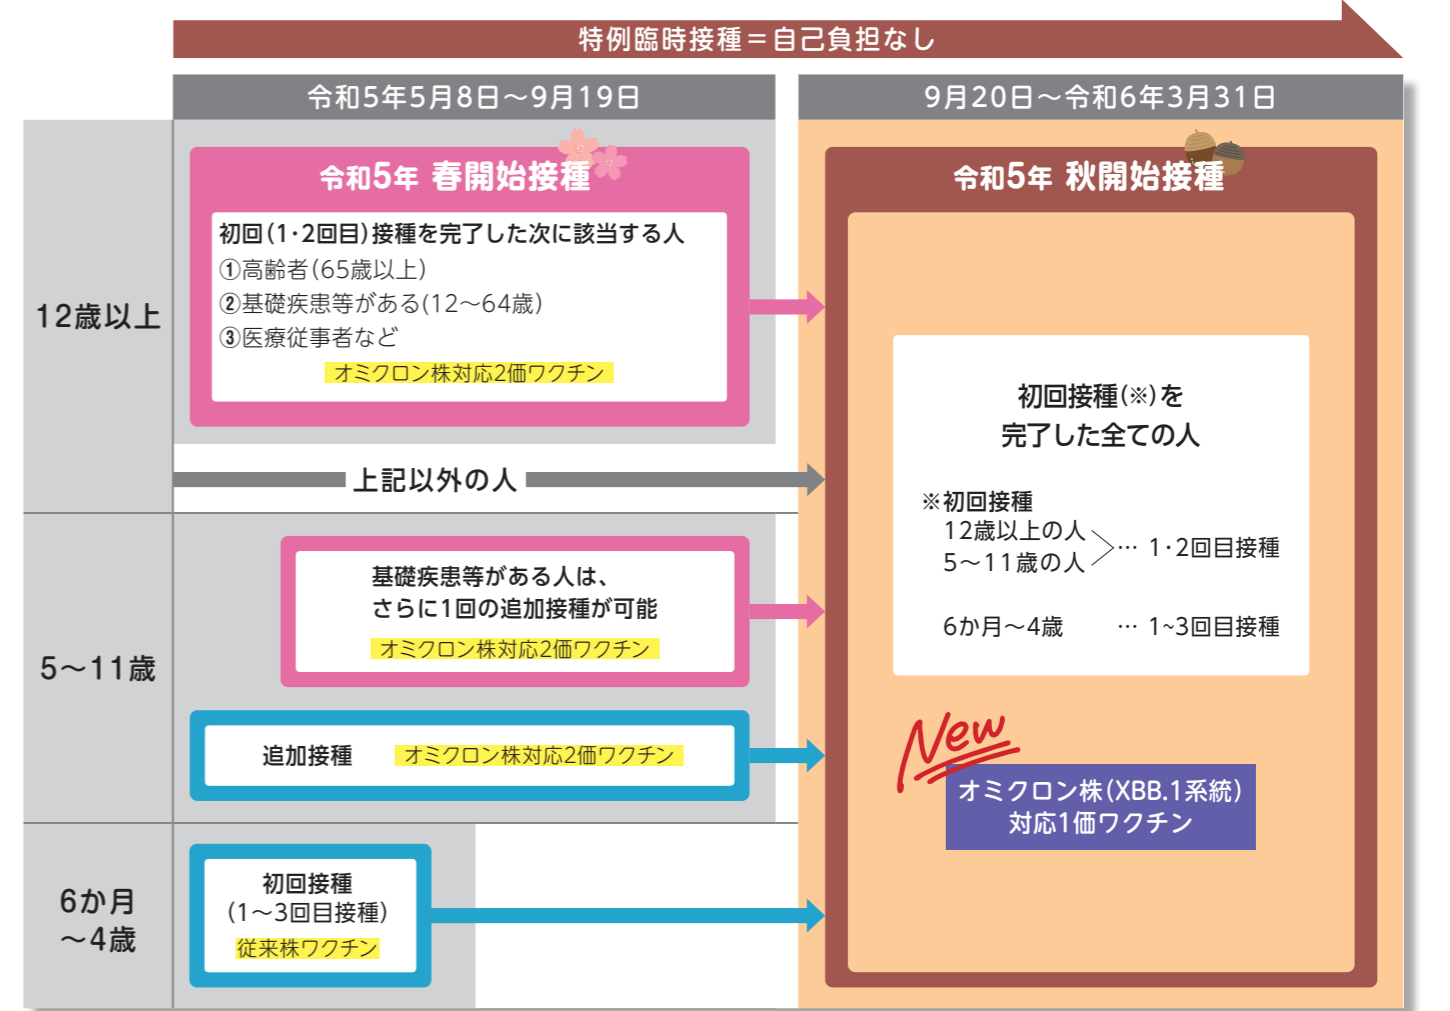 特例臨時接種＝自己負担なし
令和5年5月8日～9月19日
9月20日～令和6年3月31日
12歳以上
令和5年 春開始接種
初回(1･2回目)接種を完了した次に該当する人
①高齢者(65歳以上)
②基礎疾患等がある(12～64歳)
③医療従事者など
オミクロン株対応2価ワクチン
上記以外の人
5～11歳
基礎疾患等がある人は、
さらに1回の追加接種が可能
オミクロン株対応2価ワクチン
追加接種 オミクロン株対応2価ワクチン
6か月
～4歳
初回接種
(1～3回目接種)
従来株ワクチン
令和5年 秋開始接種
初回接種(※)を
完了した全ての人
※初回接種
12歳以上の人
5～11歳の人
… 1･2回目接種
6か月～4歳 … 1~3回目接種
New
オミクロン株(XBB.1系統)
対応1価ワクチン